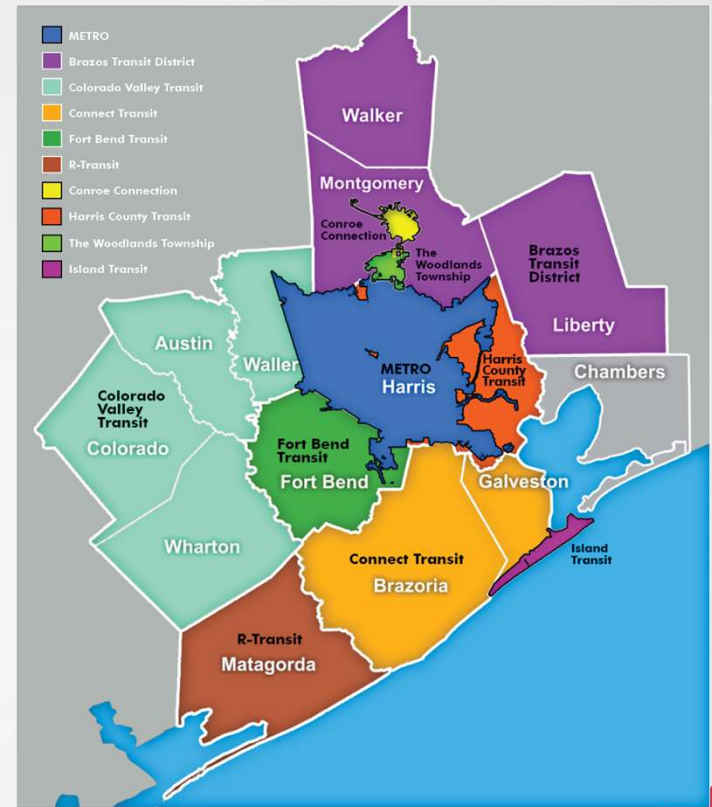 METRO
Brazos Transit District
Colorado Valley Transit
Connect Transit
Fort Bend Transit
R-Transit
Conroe Connection
Harris County Transit
The Woodlands Township
Island Transit
Walker
Montgomery
Conroe
Connection
The
Woodlands
Township
Brazos
Transit
District
Liberty
Austin
Waller
METRO
Harris
Harris
County
Transit
Chambers
Colorado
Valley
Transit
Colorado
Fort Bend
Transit
Fort Bend
Galveston
Wharton
Connect Transit
Brazoria
Island
Transit
R-Transit
Matagorda